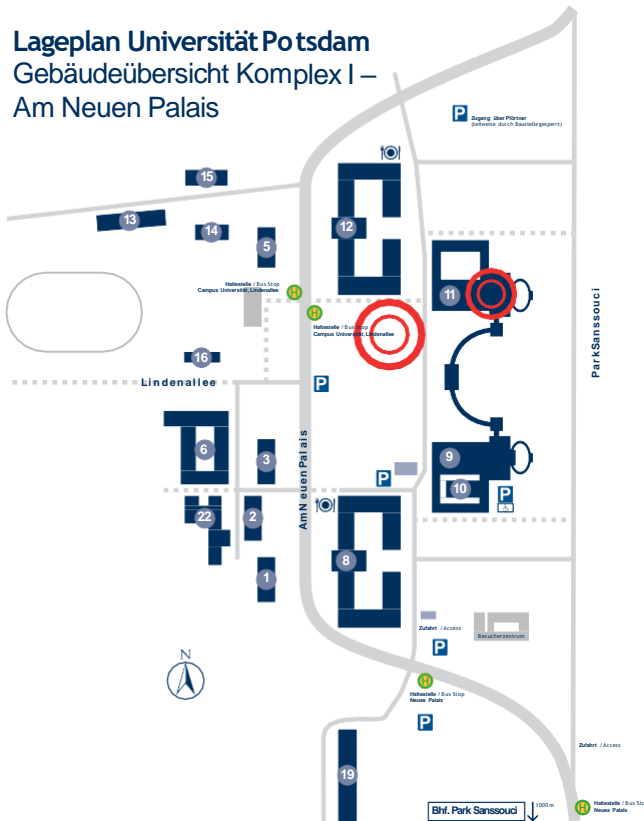 Lageplan Universität Potsdam
Gebäudeübersicht Komplex I –
Am Neuen Palais
P
Zugang über Pförtner
(teilweise durch Baustelle gesperrt)
15
13
14
5
12
11
Haltestelle / Bus Stop
Campus Universität, Lindenallee
H
H
Haltestelle / Bus Stop
Campus Universität, Lindenallee
Park Sanssouci
16
Lindenallee
P
Am Neuen Palais
6
3
9
P
10
P
22
2
8
1
Zufahrt / Access
Besucherzentrum
P
N
H
Haltestelle / Bus Stop
Neues Palais
P
Zufahrt / Access
19
Bhf. Park Sanssouci
1000 m
H
Haltestelle / Bus Sto
Neues Palais